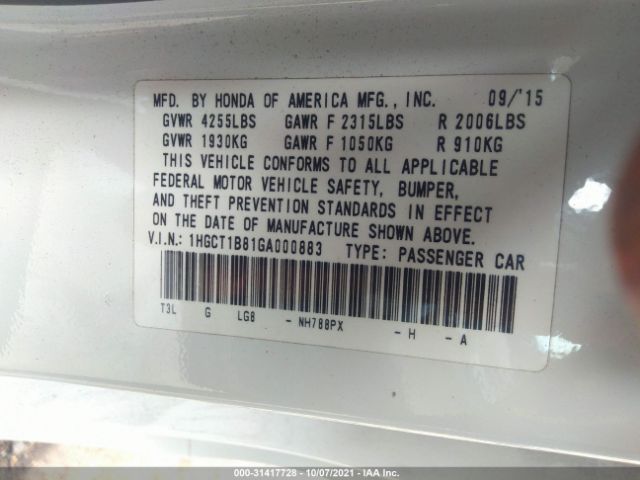 MFD. BY HONDA OF AMERICA MFG., INC. 09/'15
GVWR 4255LBS GAWR F 2315LBS R 2006LBS
GVWR 1930KG GAWR F 1050KG R 910KG
THIS VEHICLE CONFORMS TO ALL APPLICABLE
FEDERAL MOTOR VEHICLE SAFETY, BUMPER,
AND THEFT PREVENTION STANDARDS IN EFFECT
ON THE DATE OF MANUFACTURE SHOWN ABOVE.
V.I.N.: 1HGCT1B81GA000883 TYPE: PASSENGER CAR
T3L G LG8 - NH788PX - H - A
000-31417728 - 10/07/2021 - IAA Inc.